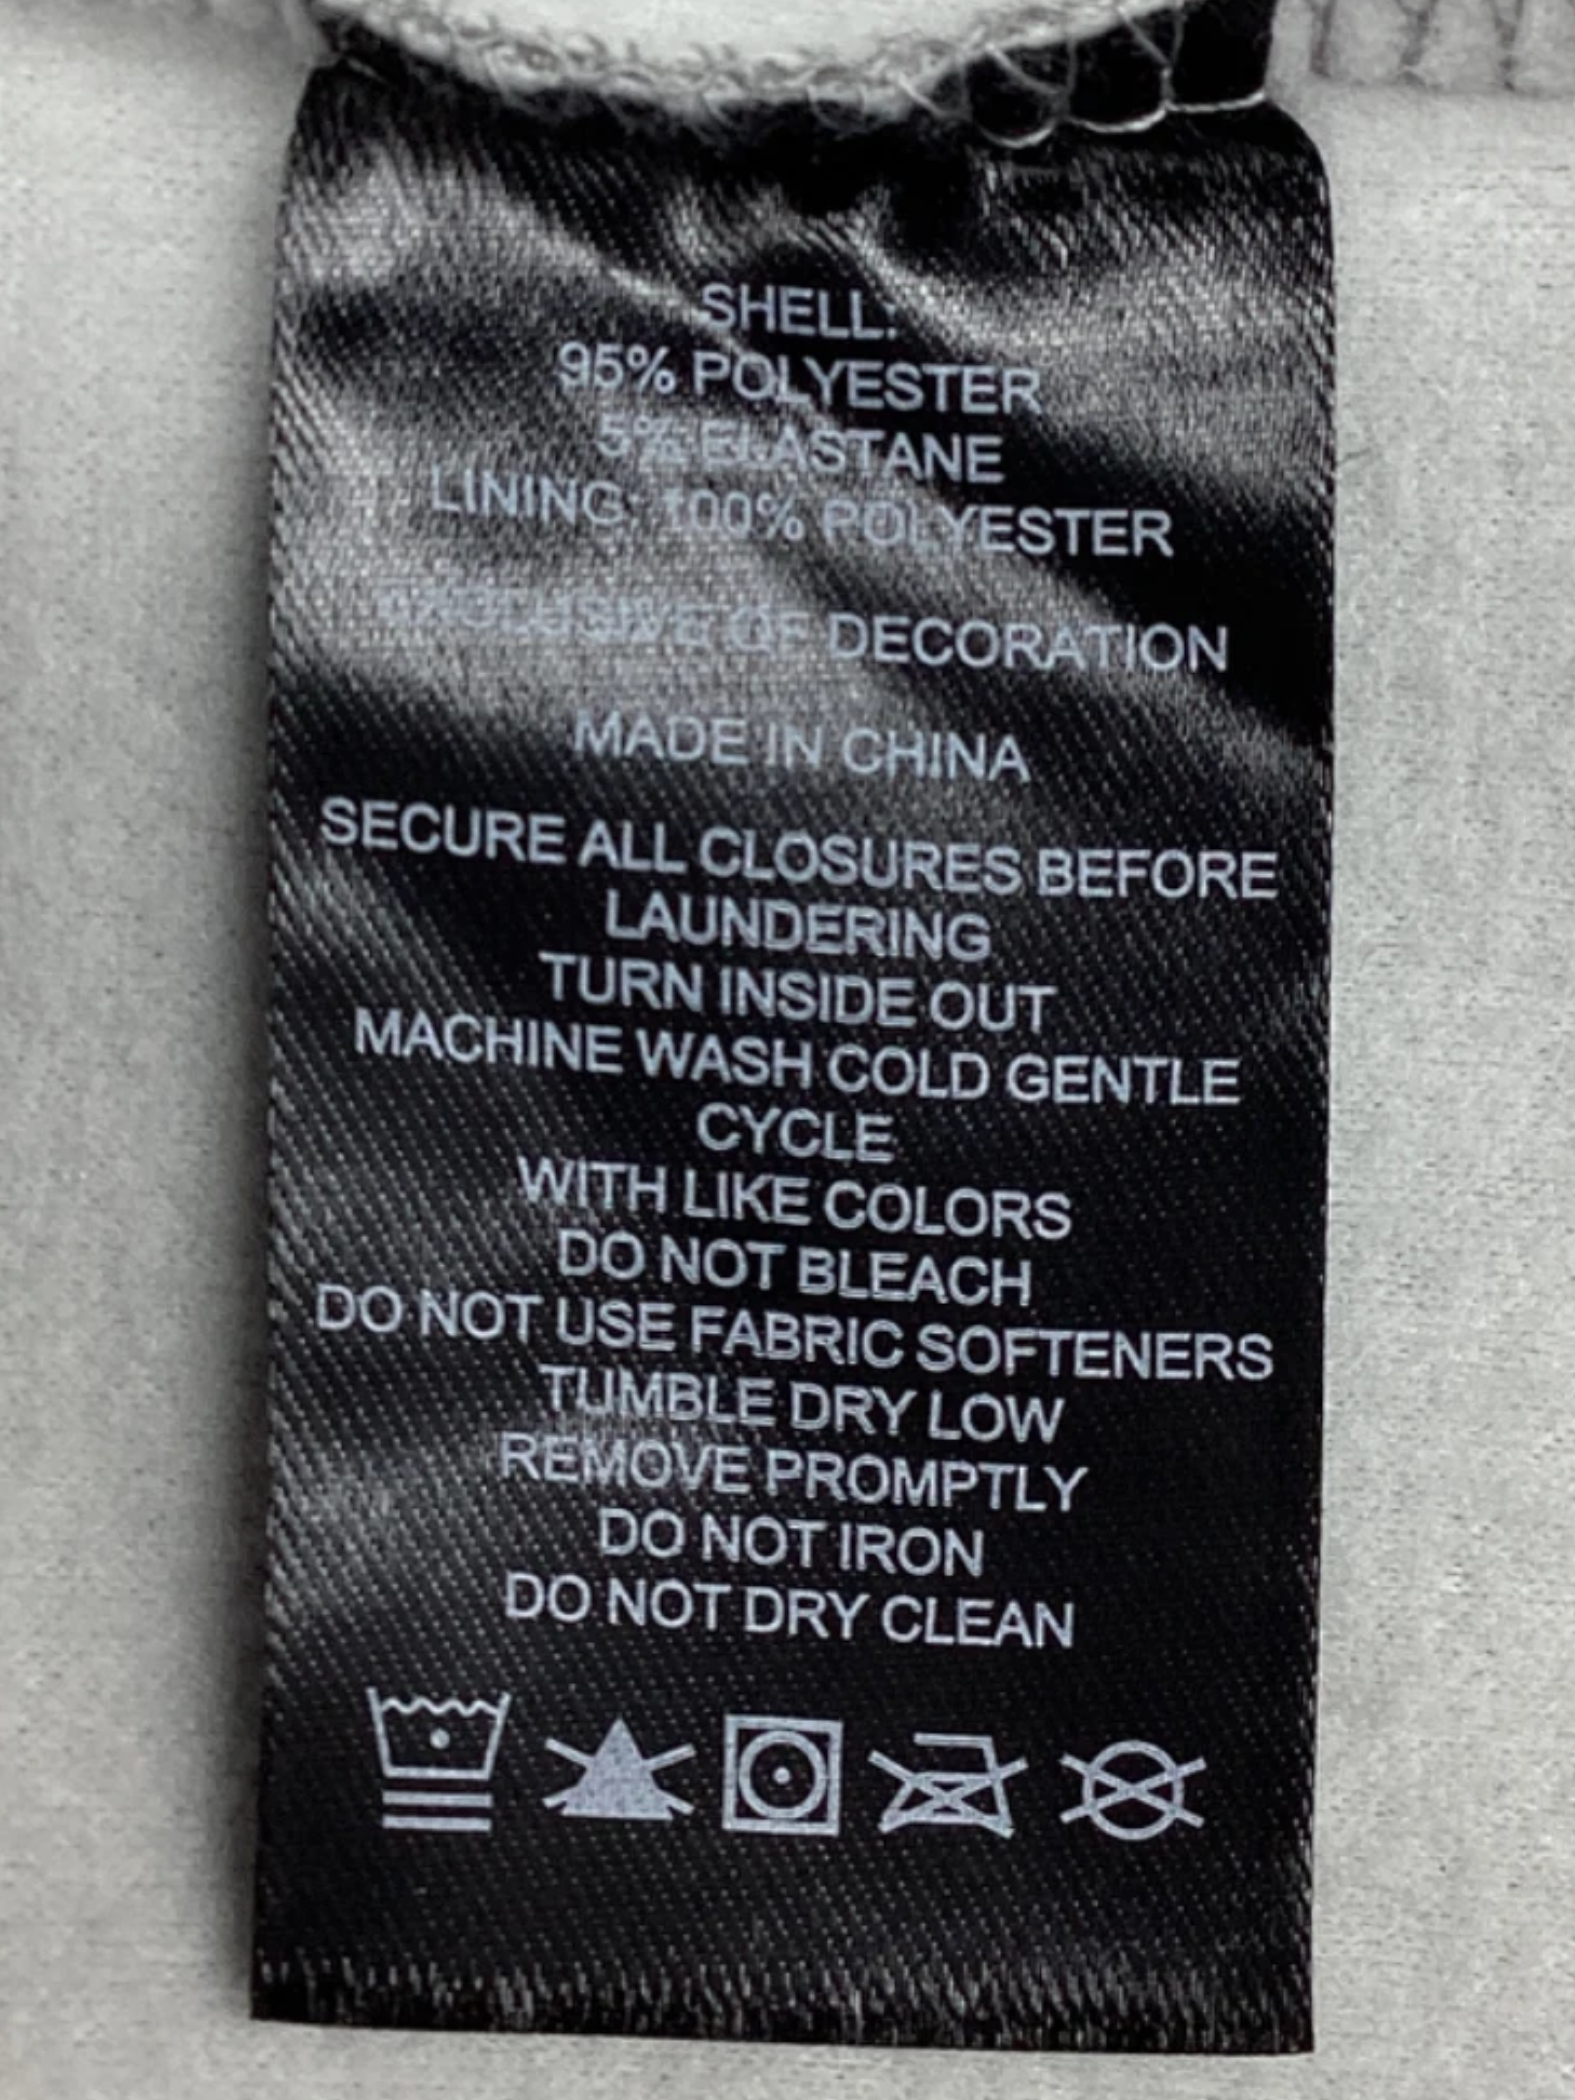 SHELL:
95% POLYESTER
5% ELASTANE
LINING: 100% POLYESTER
EXCLUSIVE OF DECORATION
MADE IN CHINA
SECURE ALL CLOSURES BEFORE
LAUNDERING
TURN INSIDE OUT
MACHINE WASH COLD GENTLE
CYCLE
WITH LIKE COLORS
DO NOT BLEACH
DO NOT USE FABRIC SOFTENERS
TUMBLE DRY LOW
REMOVE PROMPTLY
DO NOT IRON
DO NOT DRY CLEAN